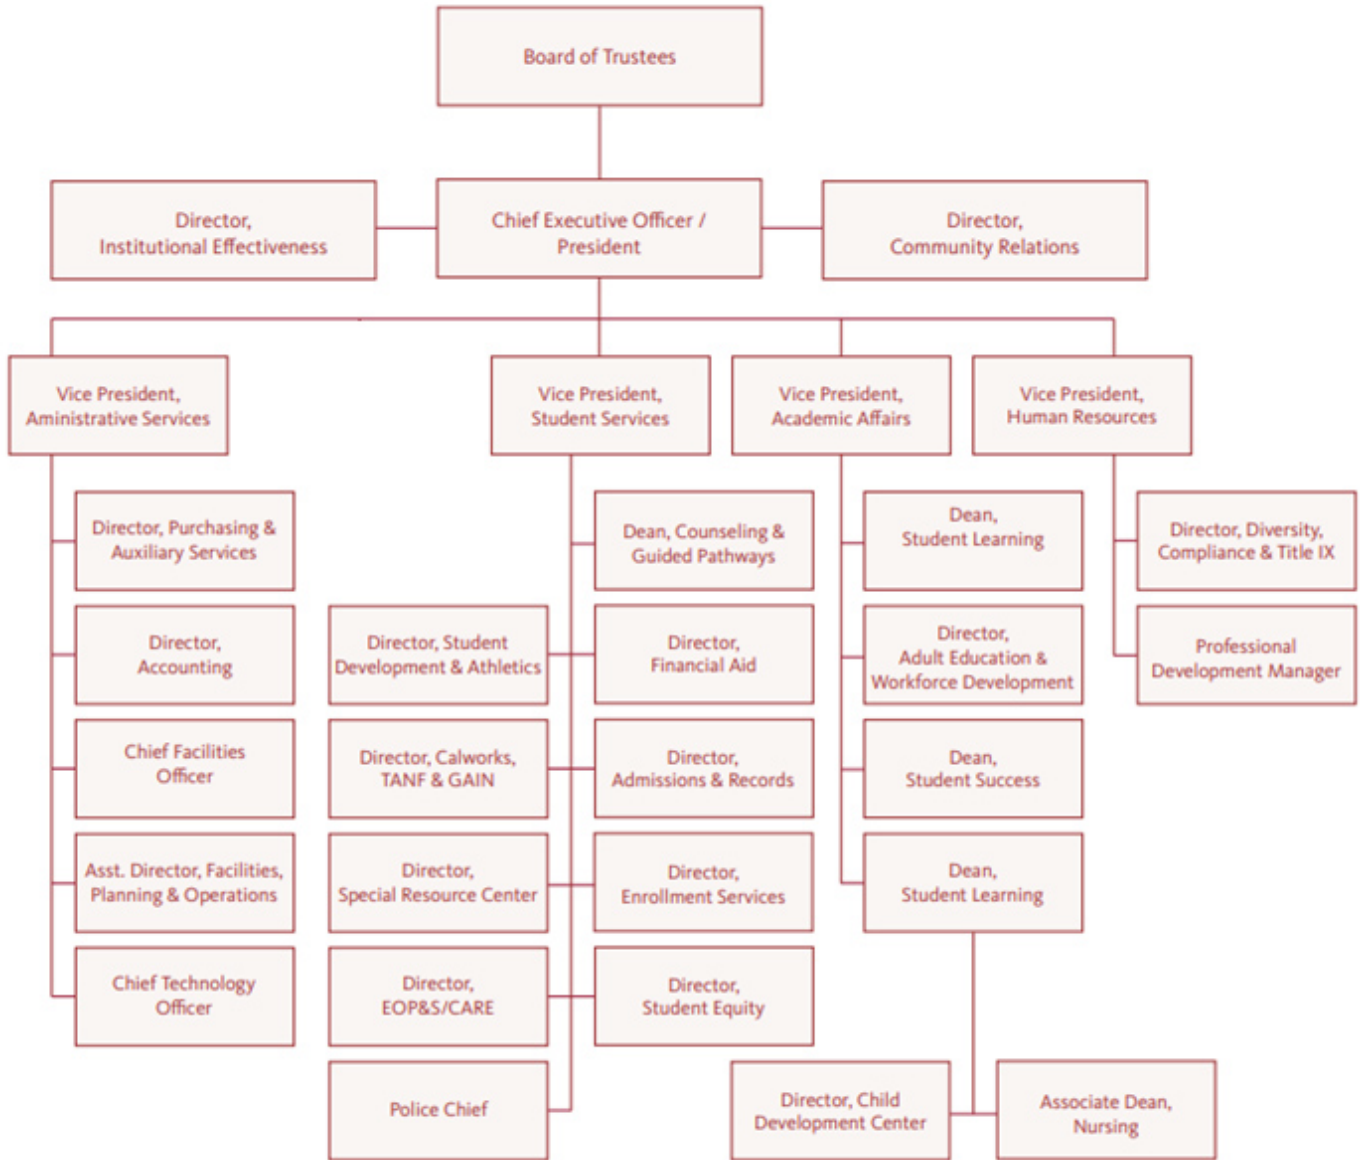 Board of Trustees
Director,
Institutional Effectiveness
Chief Executive Officer /
President
Director,
Community Relations
Vice President,
Aministrative Services
Vice President,
Student Services
Vice President,
Academic Affairs
Vice President,
Human Resources
Director, Purchasing &
Auxiliary Services
Director,
Accounting
Chief Facilities
Officer
Asst. Director, Facilities,
Planning & Operations
Chief Technology
Officer
Dean, Counseling &
Guided Pathways
Director, Student
Development & Athletics
Director,
Financial Aid
Director, Calworks,
TANF & GAIN
Director,
Admissions & Records
Director,
Special Resource Center
Director,
Enrollment Services
Director,
EOP&S/CARE
Director,
Student Equity
Police Chief
Dean,
Student Learning
Director,
Adult Education &
Workforce Development
Dean,
Student Success
Dean,
Student Learning
Director, Child
Development Center
Associate Dean,
Nursing
Director, Diversity,
Compliance & Title IX
Professional
Development Manager